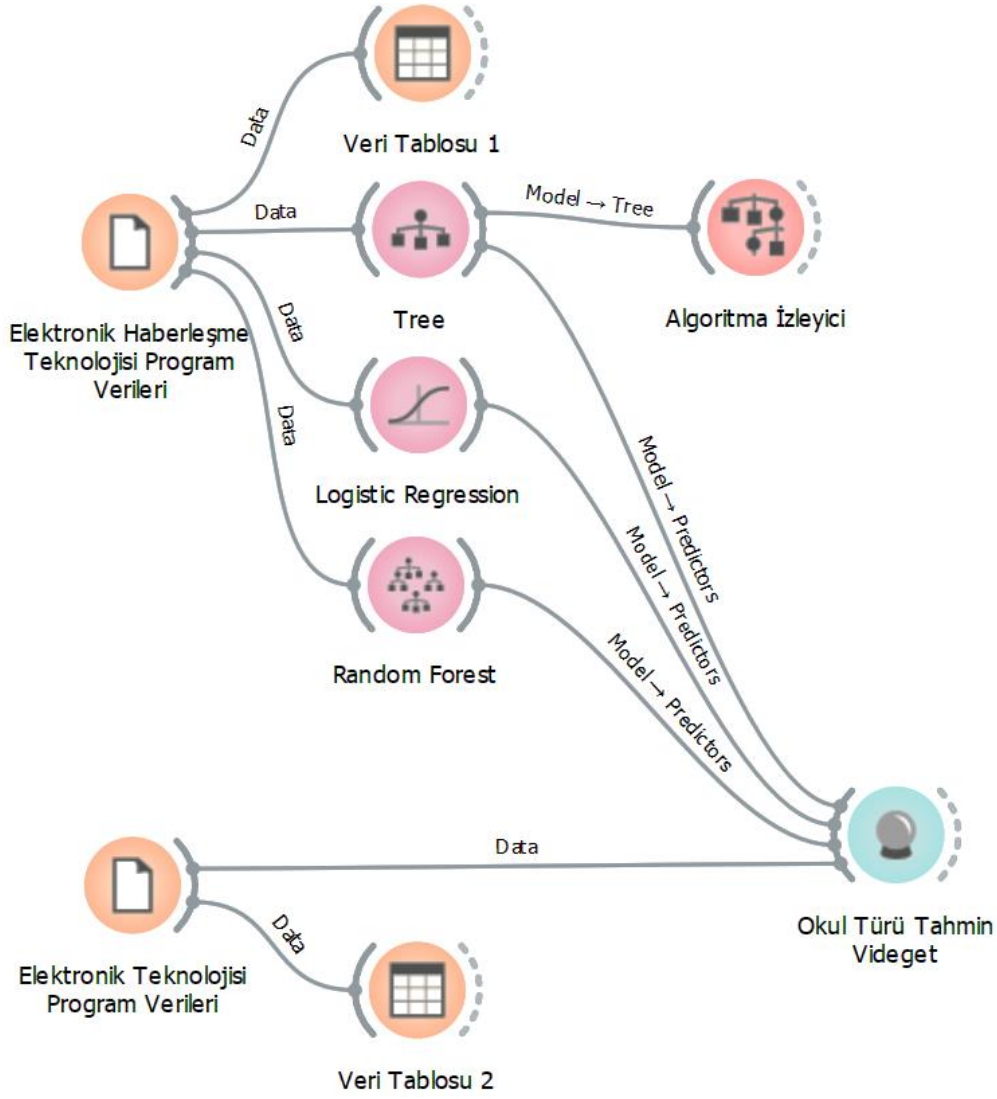 Data
Veri Tablosu 1
Data
Model → Tree
Elektronik Haberleşme
Teknolojisi Program
Verileri
Tree
Algoritma İzleyici
Data
Data
Logistic Regression
Model → Predictors
Model → Predictors
Model → Predictors
Random Forest
Data
Okul Türü Tahmin
Videget
Data
Elektronik Teknolojisi
Program Verileri
Veri Tablosu 2